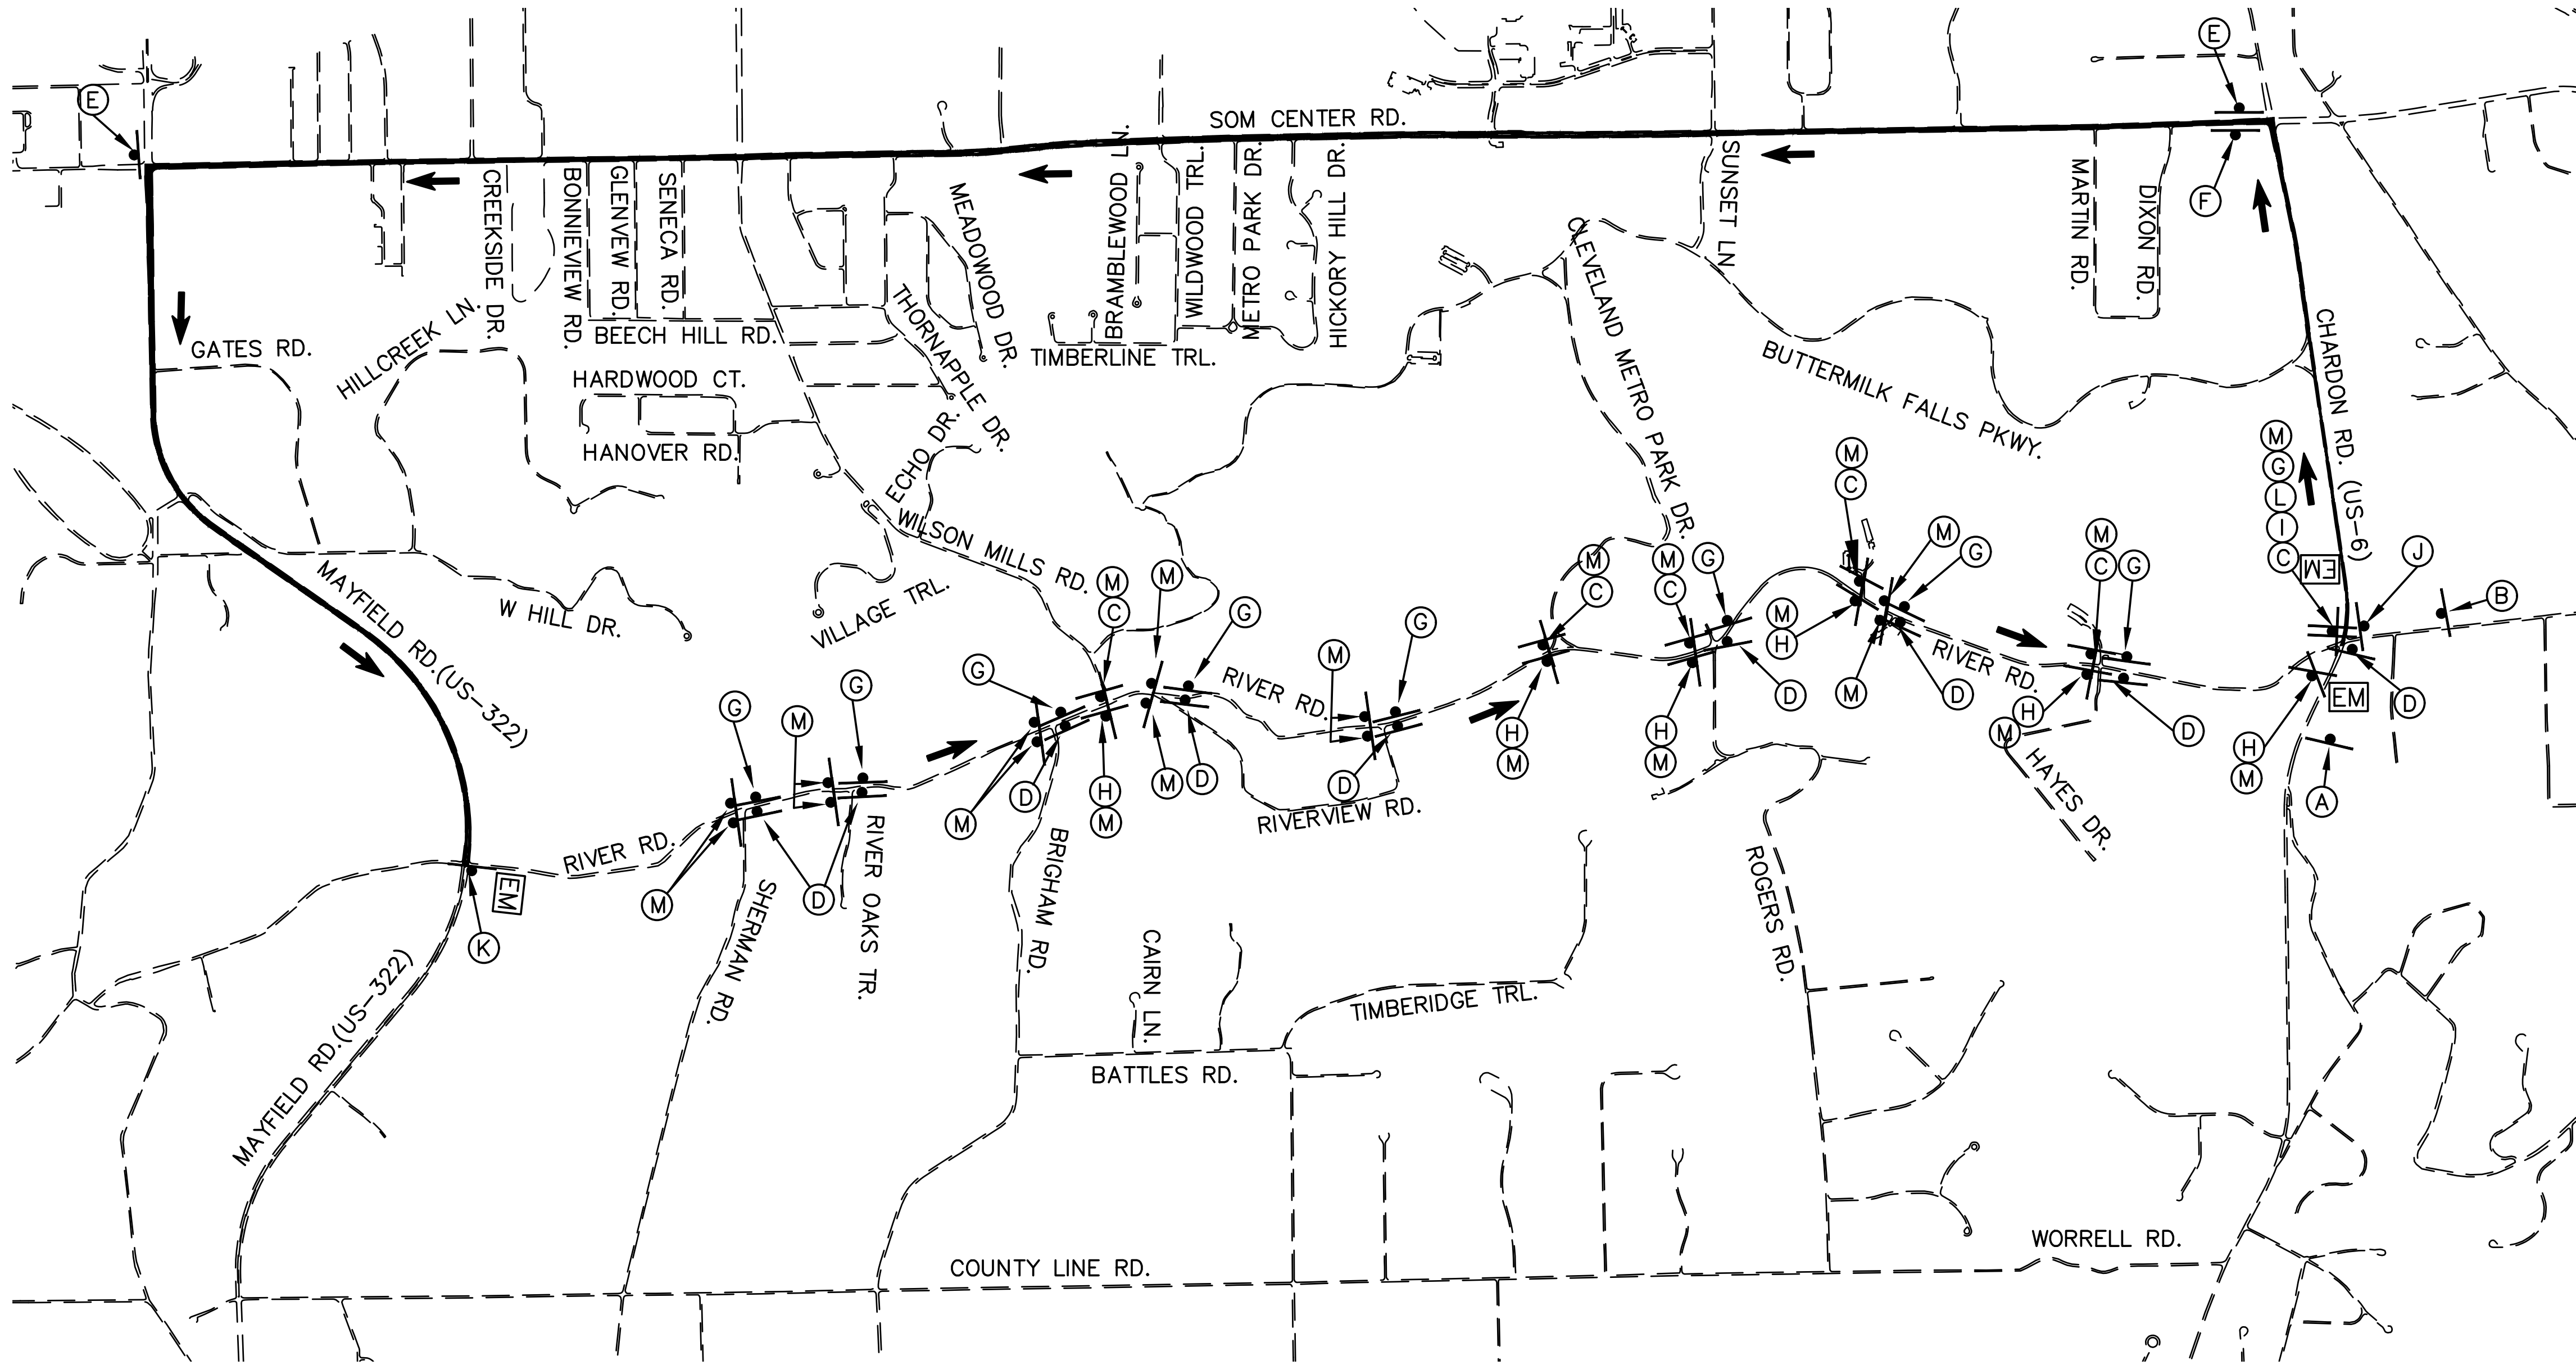 E
E
F
SOM CENTER RD.
CREEKSIDE DR.
BONNIEVIEW RD.
GLENVIEW RD.
SENECA RD.
MEADOWOOD DR.
BRAMBLEWOOD LN.
WILDWOOD TRL.
METRO PARK DR.
HICKORY HILL DR.
SUNSET LN
MARTIN RD.
DIXON RD.
CLEVELAND METRO PARK DR.
BUTTERMILK FALLS PKWY.
CHARDON RD. (US-6)
GATES RD.
HILLCREEK LN.
BEECH HILL RD.
THORNAPPLE DR.
TIMBERLINE TRL.
HARDWOOD CT.
HANOVER RD.
ECHO DR.
WILSON MILLS RD.
VILLAGE TRL.
W HILL DR.
MAYFIELD RD.(US-322)
M
C
M
G
L
I
C
EM
J
B
M
G
M
C
G
M
C
G
M
C
M
C
M
G
G
M
H
M
D
H
M
D
EM
D
H
M
A
HAYES DR.
RIVER RD.
RIVER RD.
M
G
D
H
M
H
M
D
RIVERVIEW RD.
G
D
H
M
M
D
M
G
M
G
M
D
RIVER RD.
EM
K
SHERMAN RD.
RIVER OAKS TR.
BRIGHAM RD.
CAIRN LN.
ROGERS RD.
TIMBERIDGE TRL.
BATTLES RD.
MAYFIELD RD.(US-322)
COUNTY LINE RD.
WORRELL RD.